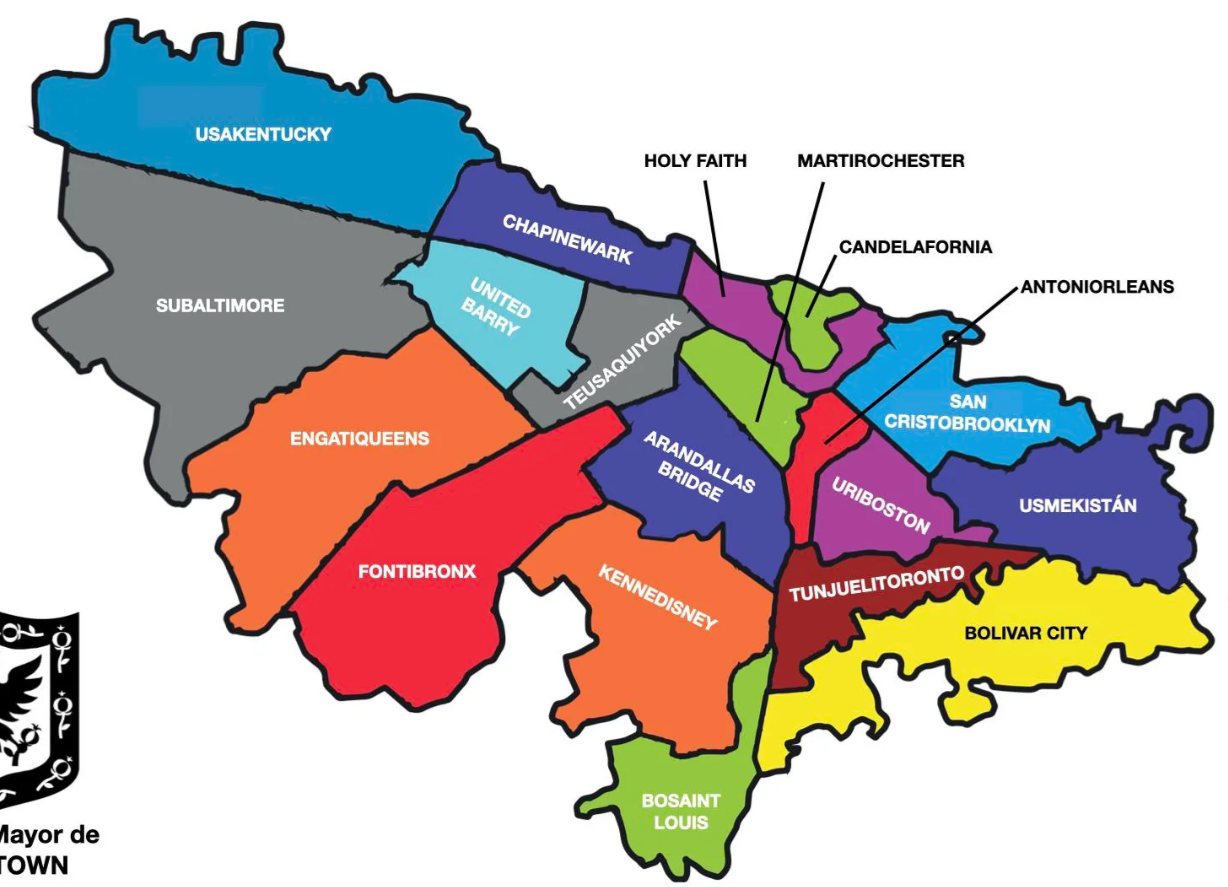 USAKENTUCKY
HOLY FAITH
MARTIROCHESTER
CHAPINEWARK
CANDELAFORNIA
ANTONIORLEANS
SUBALTIMORE
UNITED
BARRY
TEUSAQUIYORK
SAN
CRISTOBROOKLYN
ENGATIQUEENS
ARANDALLAS
BRIDGE
URIBOSTON
USMEKISTÁN
FONTIBRONX
KENNEDISNEY
TUNJUELITORONTO
BOLIVAR CITY
BOSAINT
LOUIS
Mayor de
TOWN